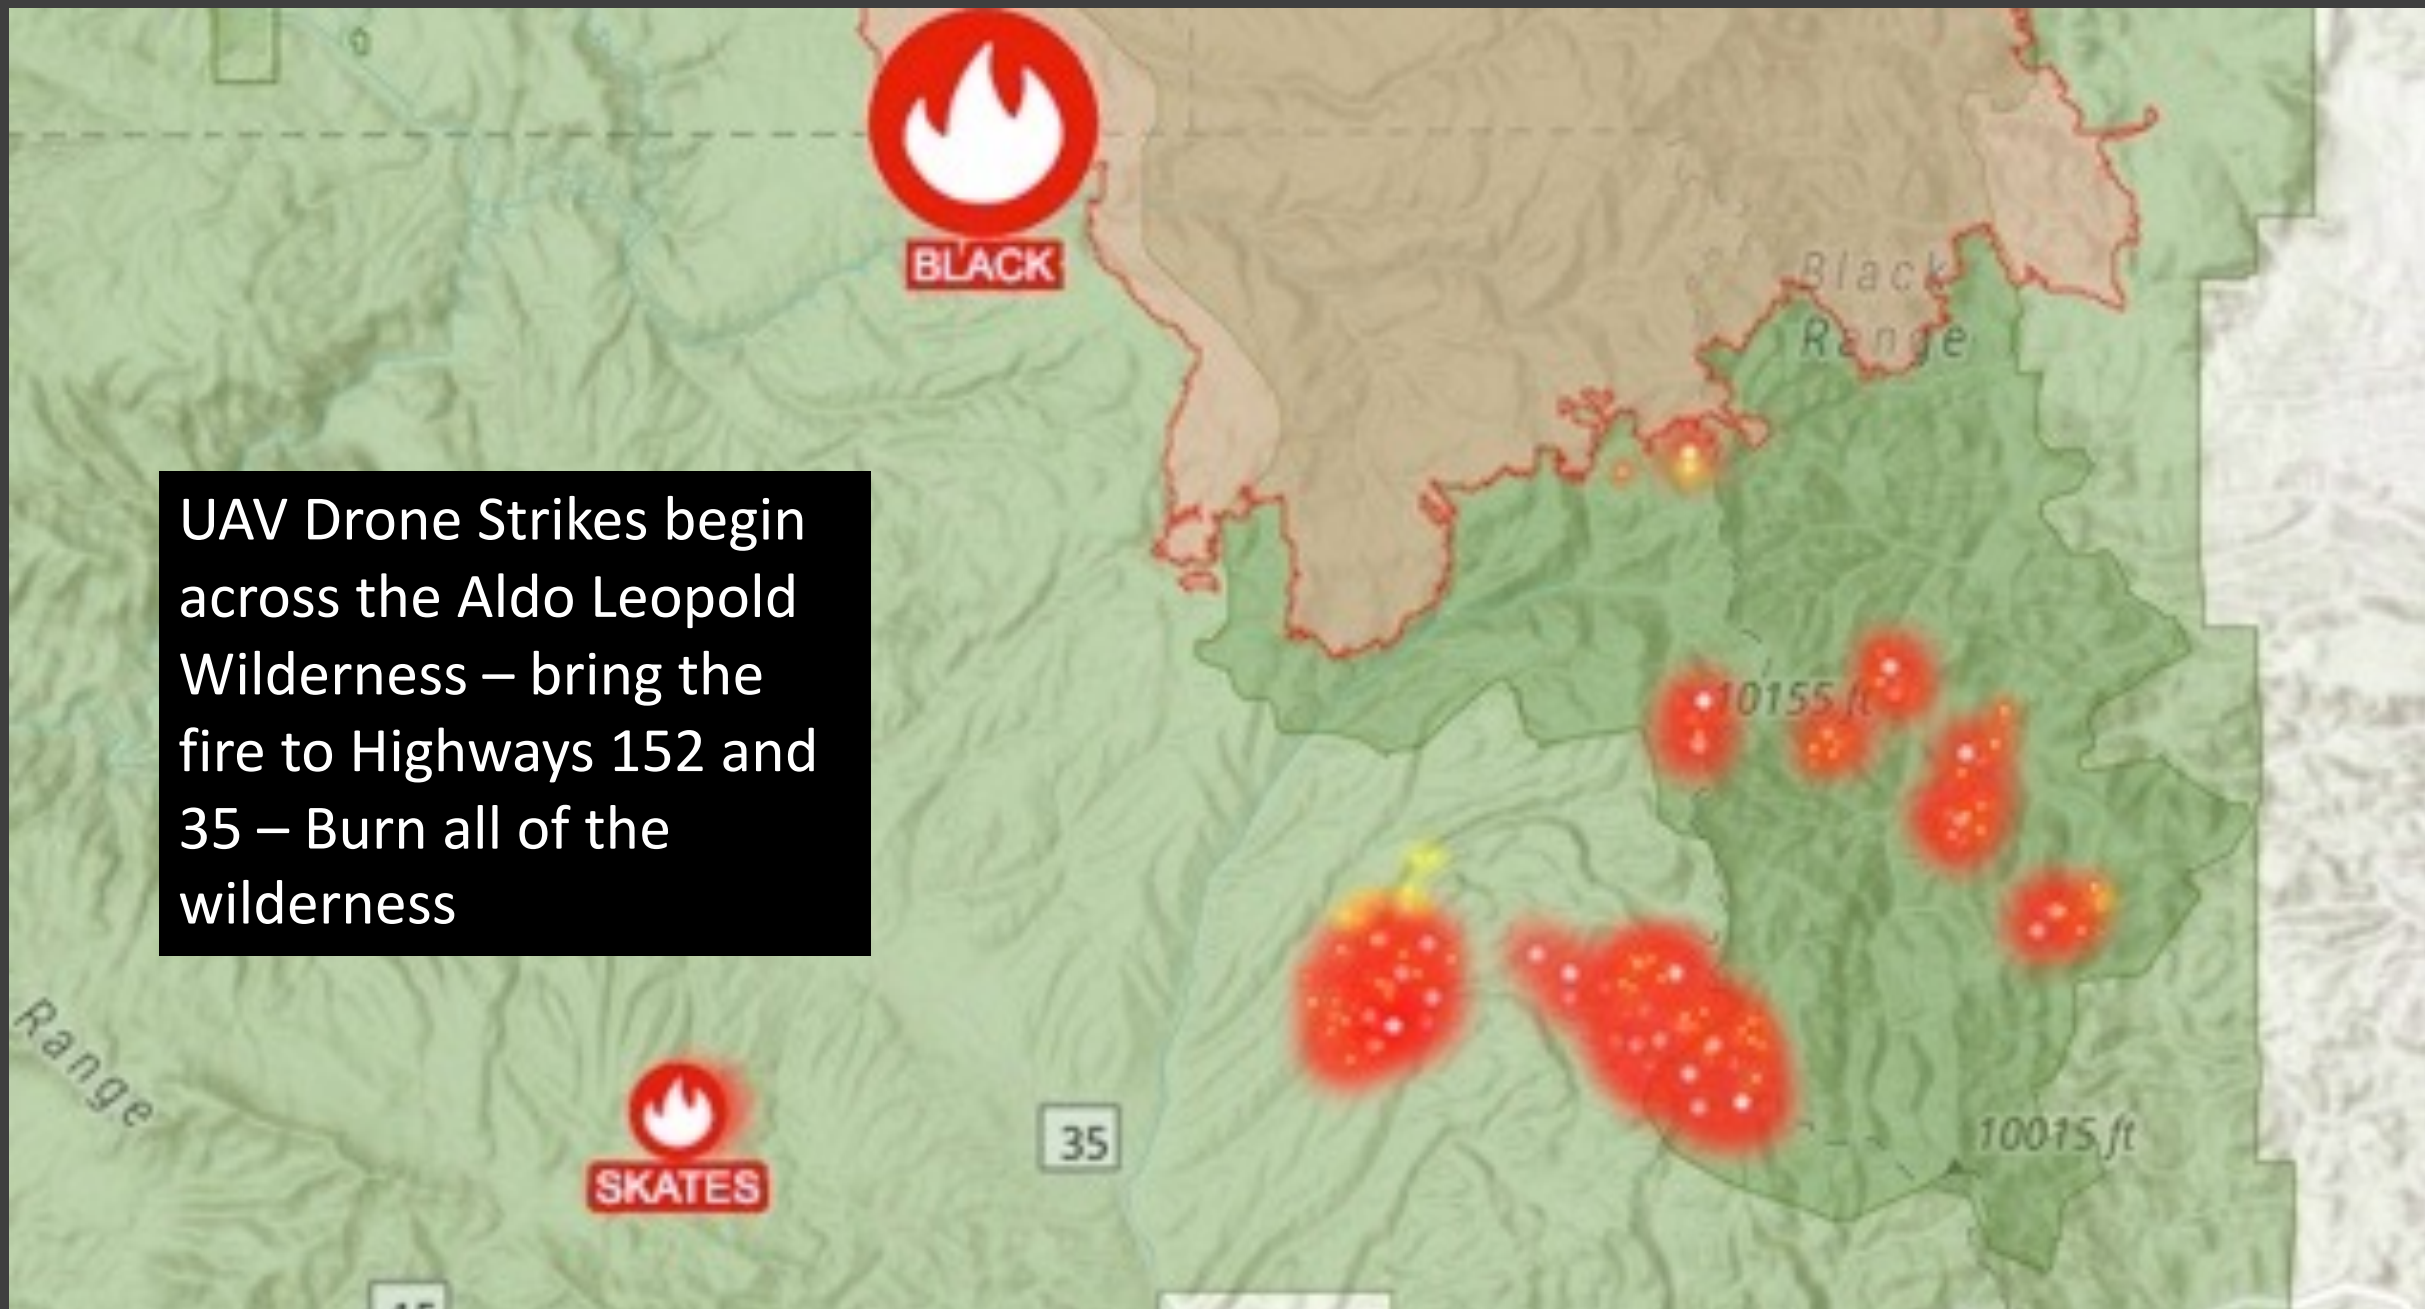 BLACK
Black
Range
UAV Drone Strikes begin
across the Aldo Leopold
Wilderness – bring the
fire to Highways 152 and
35 – Burn all of the
wilderness
10155 ft
Range
35
SKATES
10015 ft